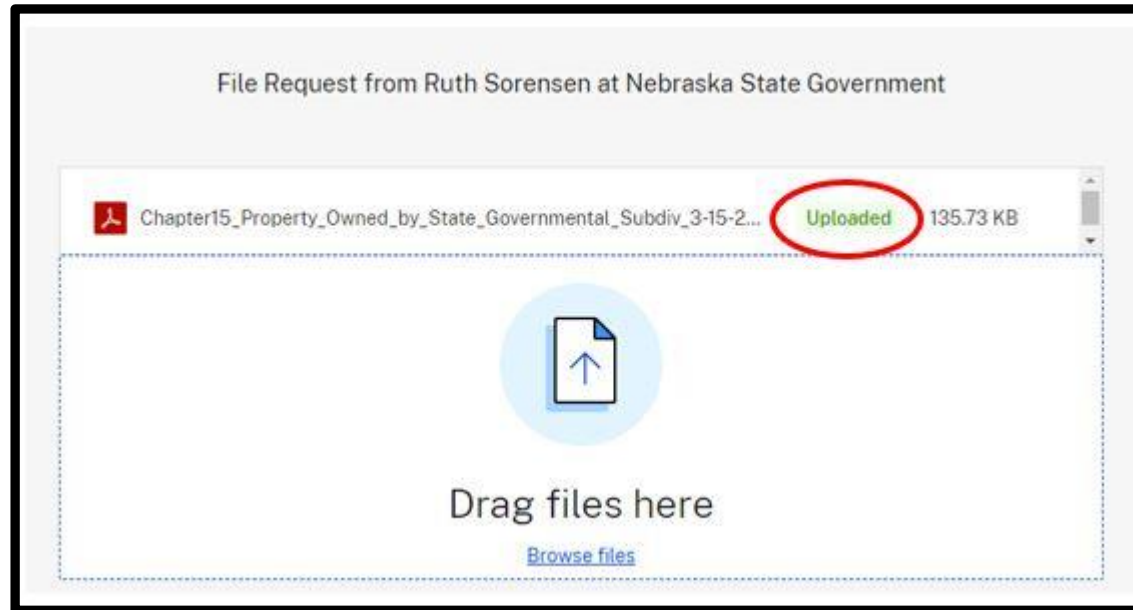 File Request from Ruth Sorensen at Nebraska State Government
Chapter15_Property_Owned_by_State_Governmental_Subdiv_3-15-2... Uploaded 135.73 KB
Drag files here
Browse files